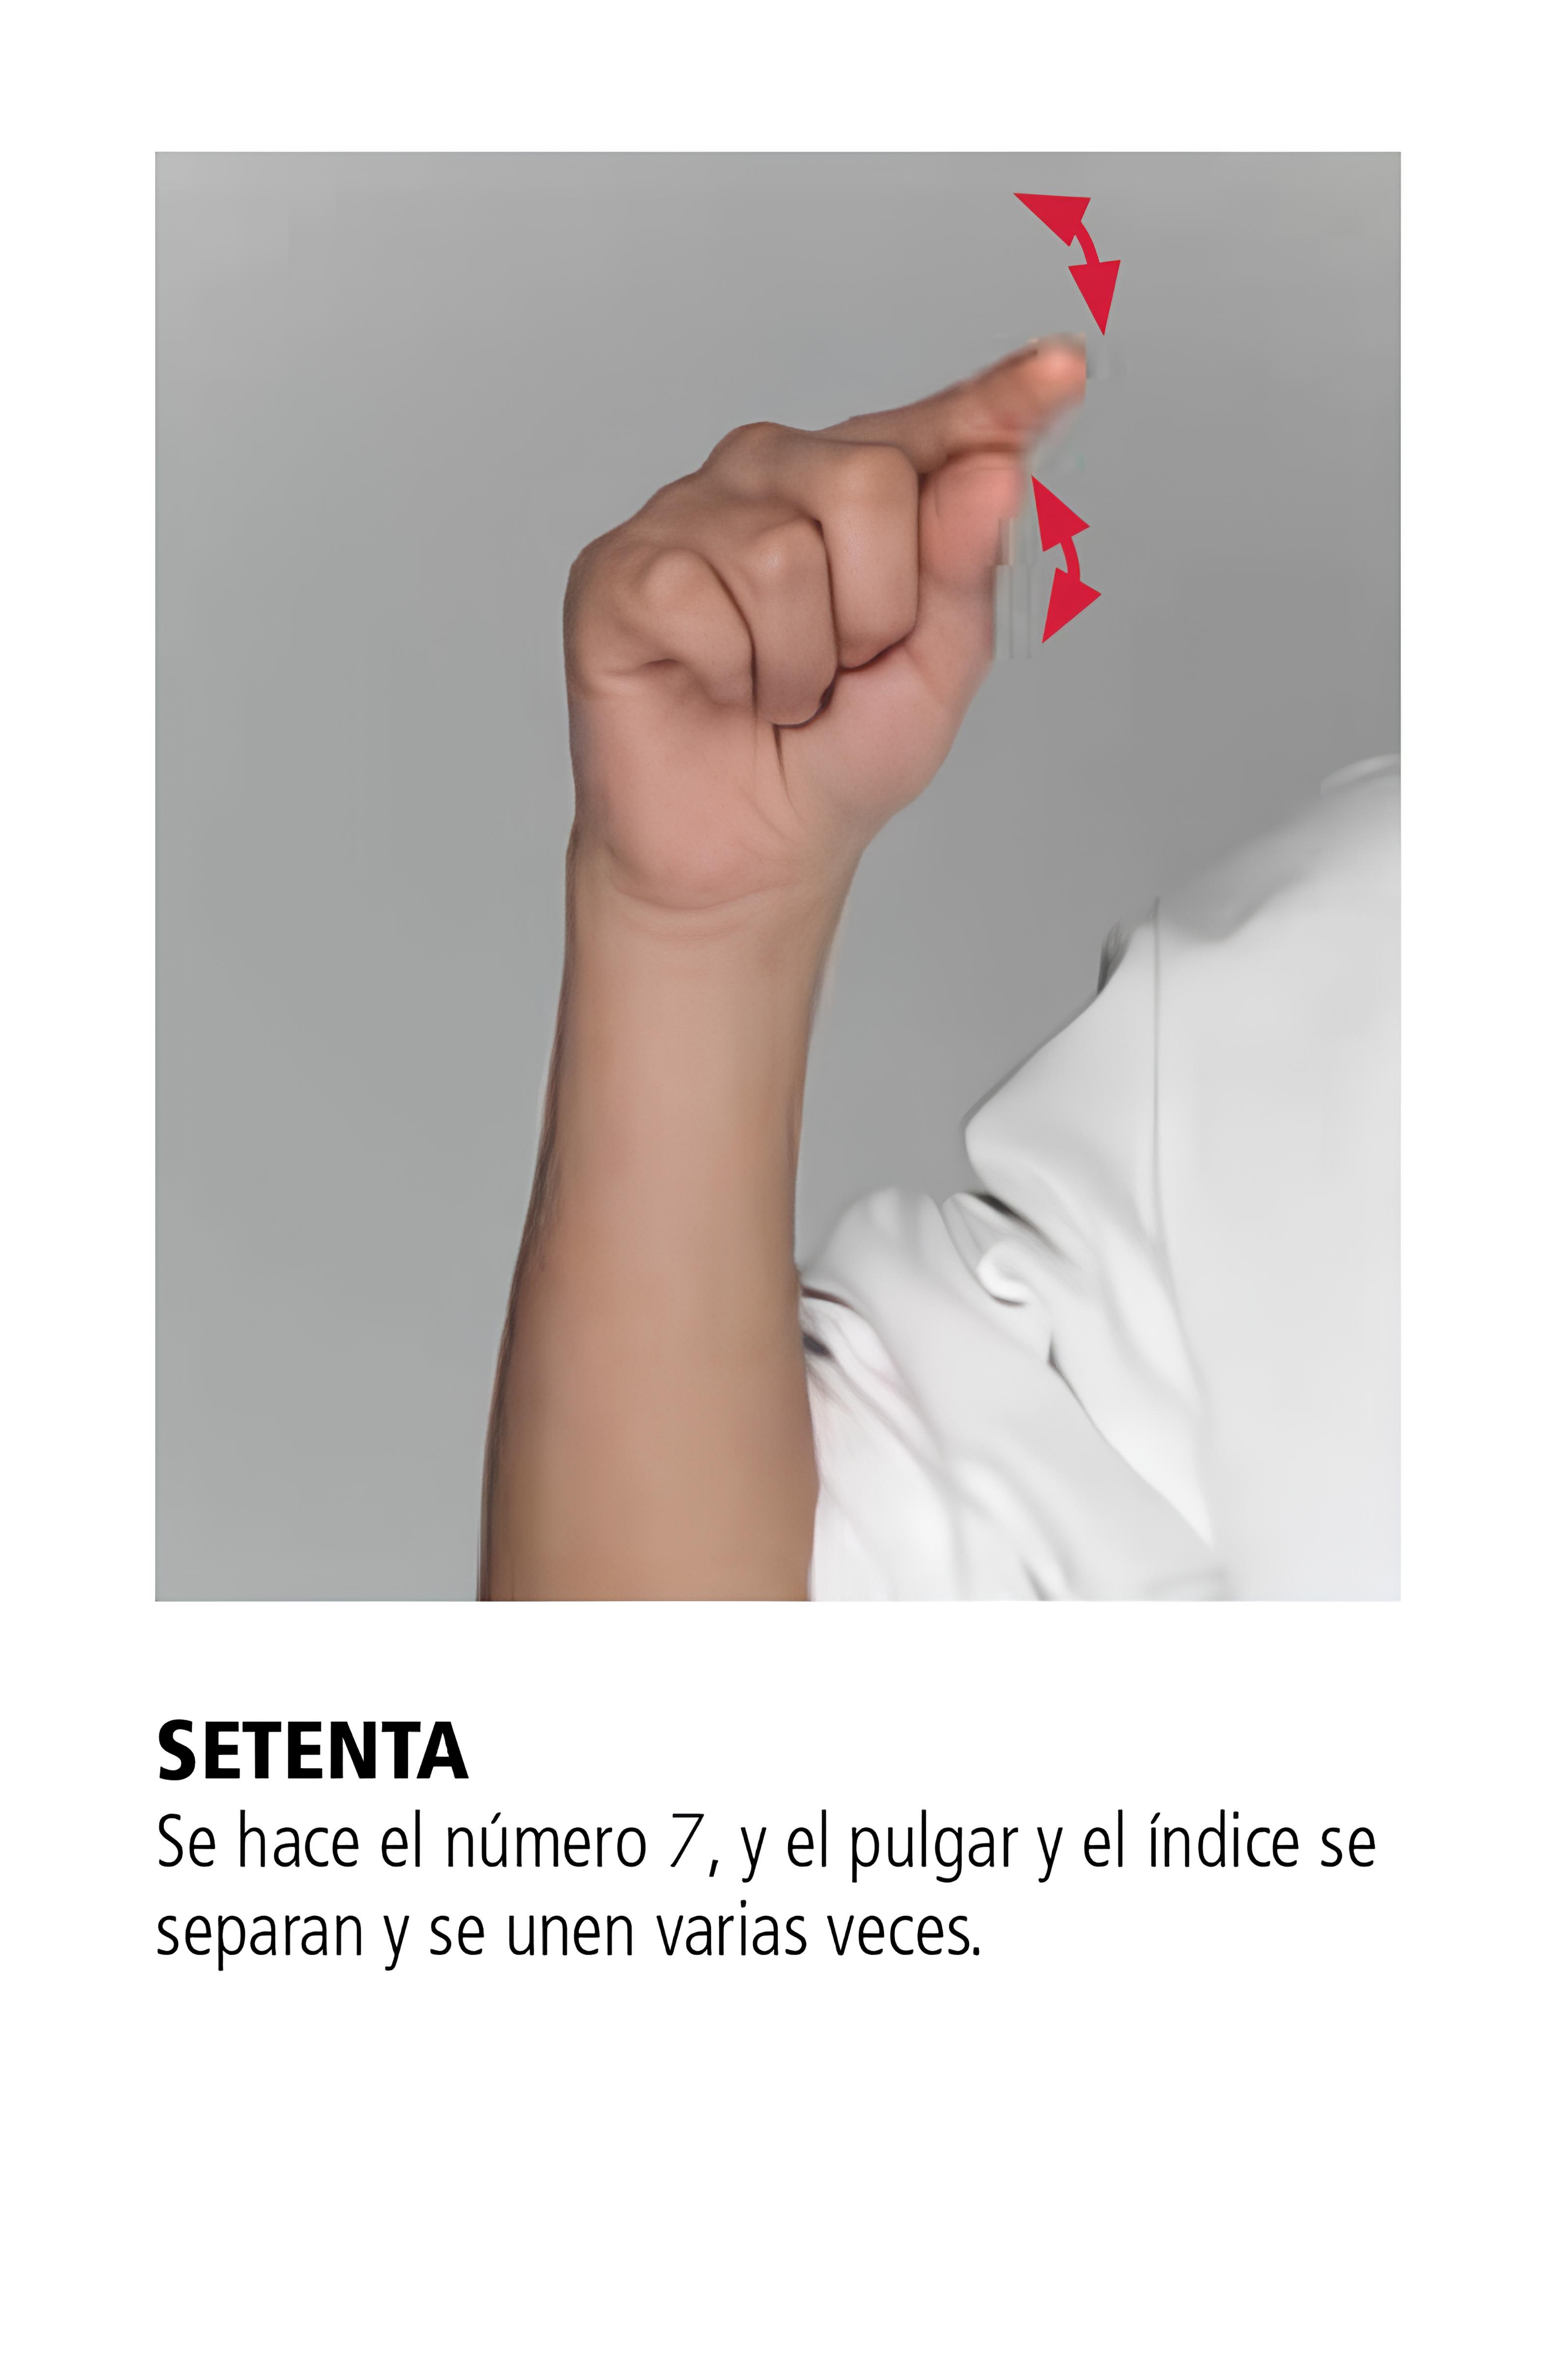 SETENTA
Se hace el número 7, y el pulgar y el índice se
separan y se unen varias veces.